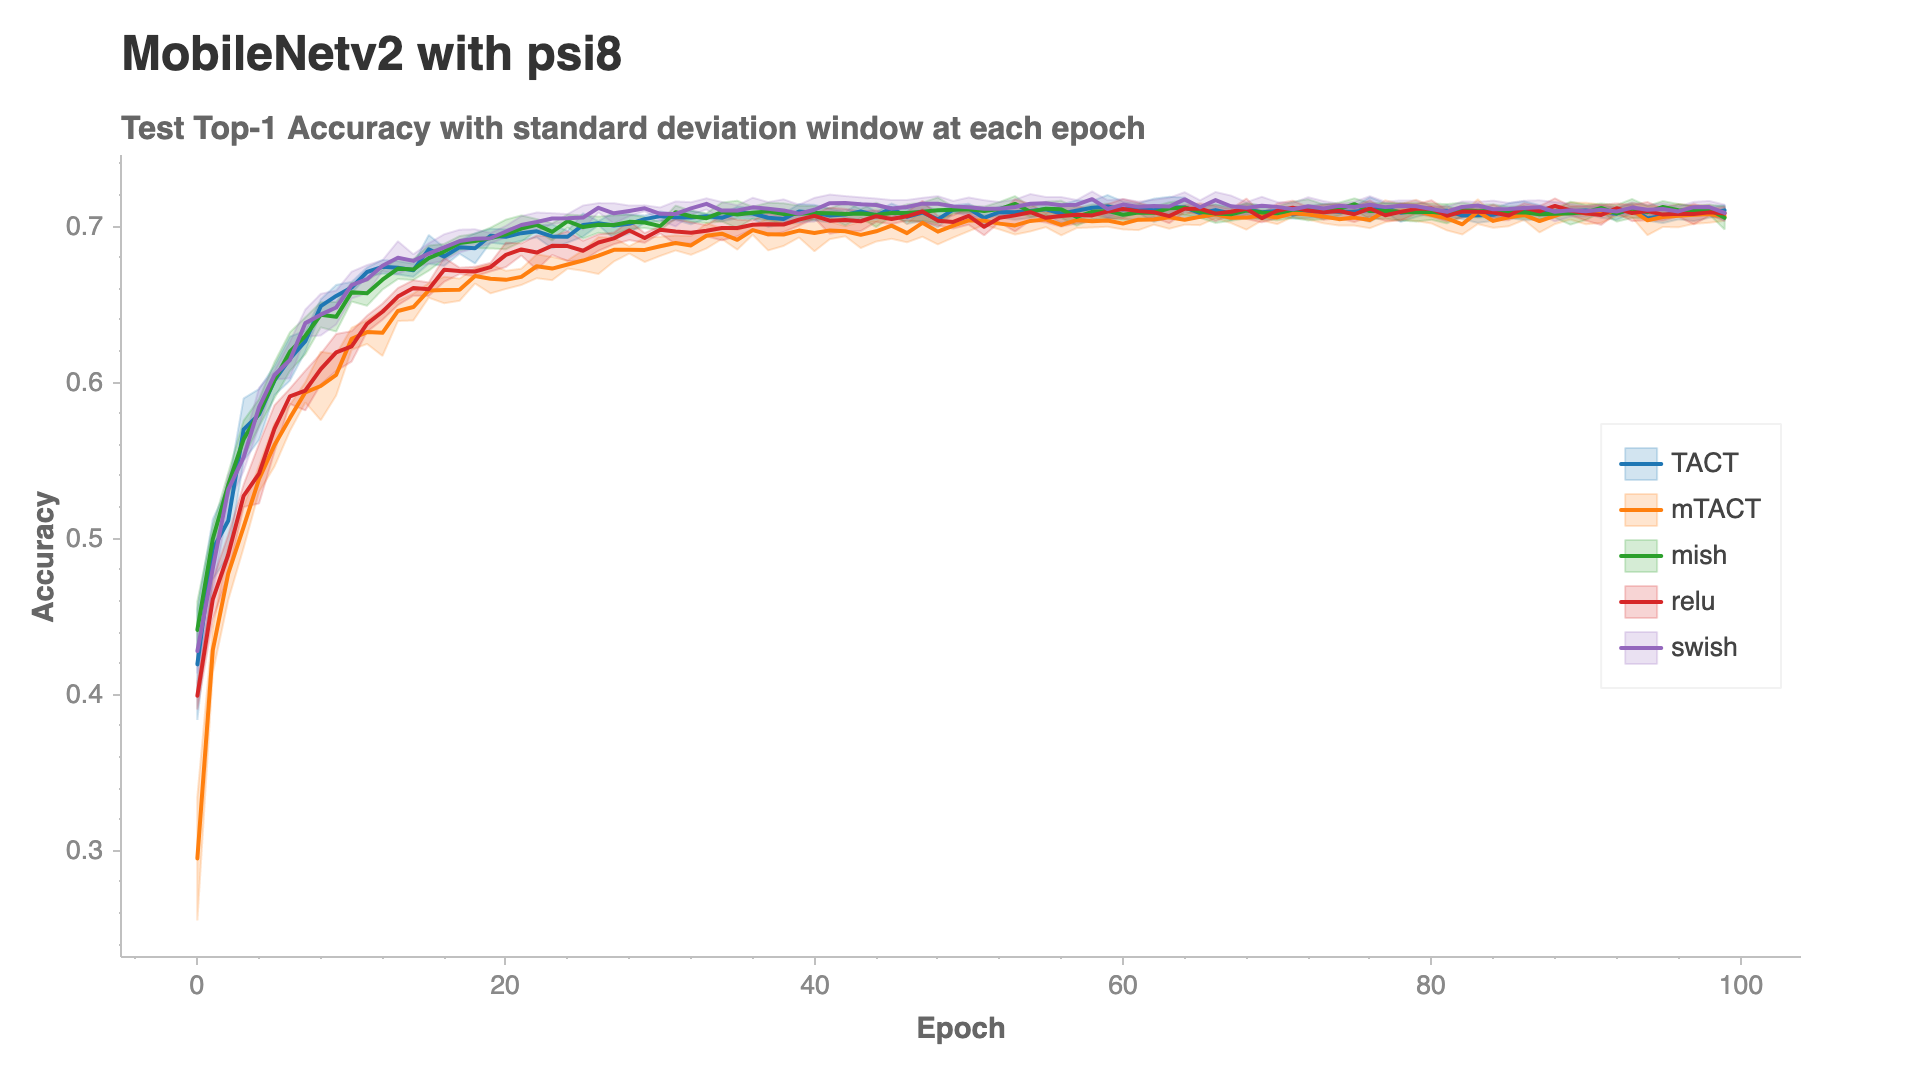 MobileNetv2 with psi8
Test Top-1 Accuracy with standard deviation window at each epoch
Accuracy
0.7
0.6
0.5
0.4
0.3
TACT
mTACT
mish
relu
swish
0 20 40 60 80 100
Epoch